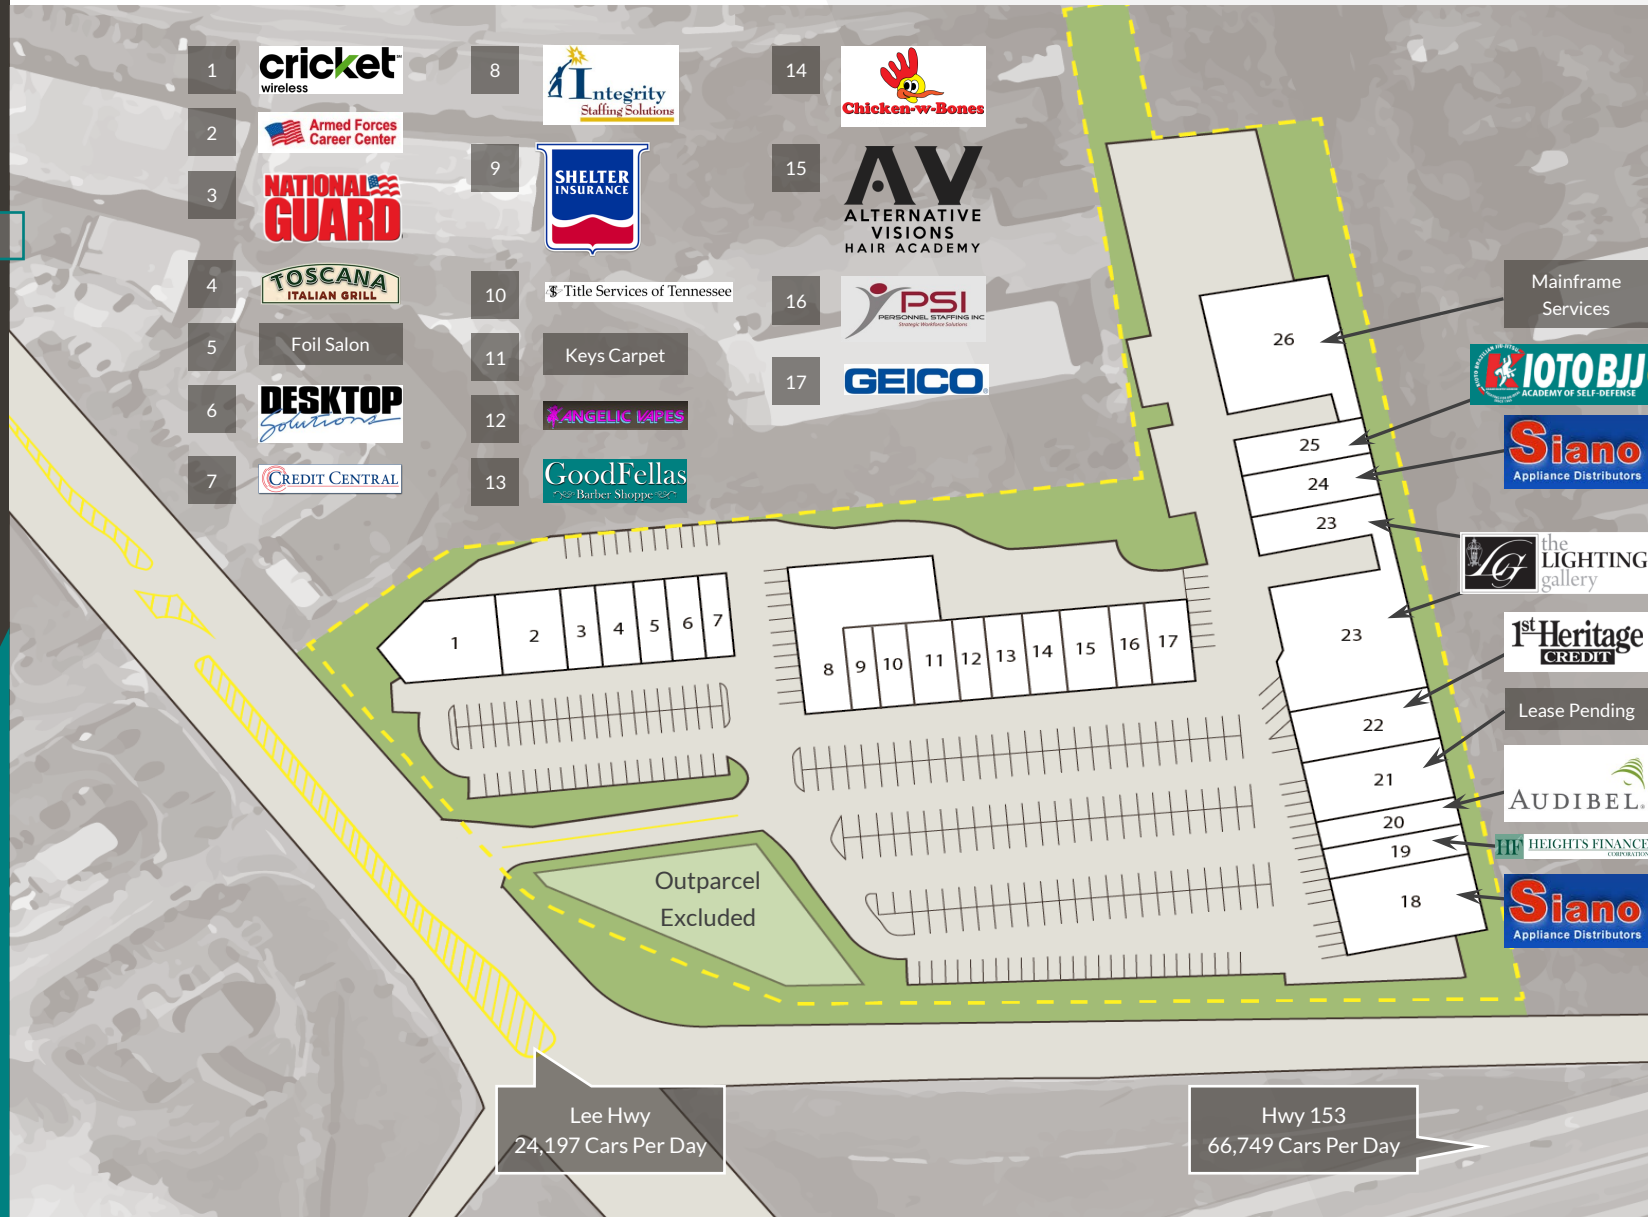 1
cricket
wireless
2
Armed Forces
Career Center
3
NATIONAL
GUARD
4
TOSCANA
ITALIAN GRILL
5
Foil Salon
6
DESKTOP
Solutions
7
CREDIT CENTRAL
8
Integrity
Staffing Solutions
9
SHELTER
INSURANCE
10
Title Services of Tennessee
11
Keys Carpet
12
ANGELIC VAPES
13
GoodFellas
Barber Shoppe
14
Chicken-w-Bones
15
AV
ALTERNATIVE
VISIONS
HAIR ACADEMY
16
PSI
PERSONNEL STAFFING INC
Strategic Workforce Solutions
17
GEICO
Mainframe
Services
KIOTO BJJ
ACADEMY OF SELF-DEFENSE
Siano
Appliance Distributors
LG
the
LIGHTING
gallery
1st Heritage
CREDIT
Lease Pending
AUDIBEL
HF HEIGHTS FINANCE
CORPORATION
Siano
Appliance Distributors
26
25
24
23
23
22
21
20
19
18
1
2
3
4
5
6
7
8
9
10
11
12
13
14
15
16
17
Outparcel
Excluded
Lee Hwy
24,197 Cars Per Day
Hwy 153
66,749 Cars Per Day